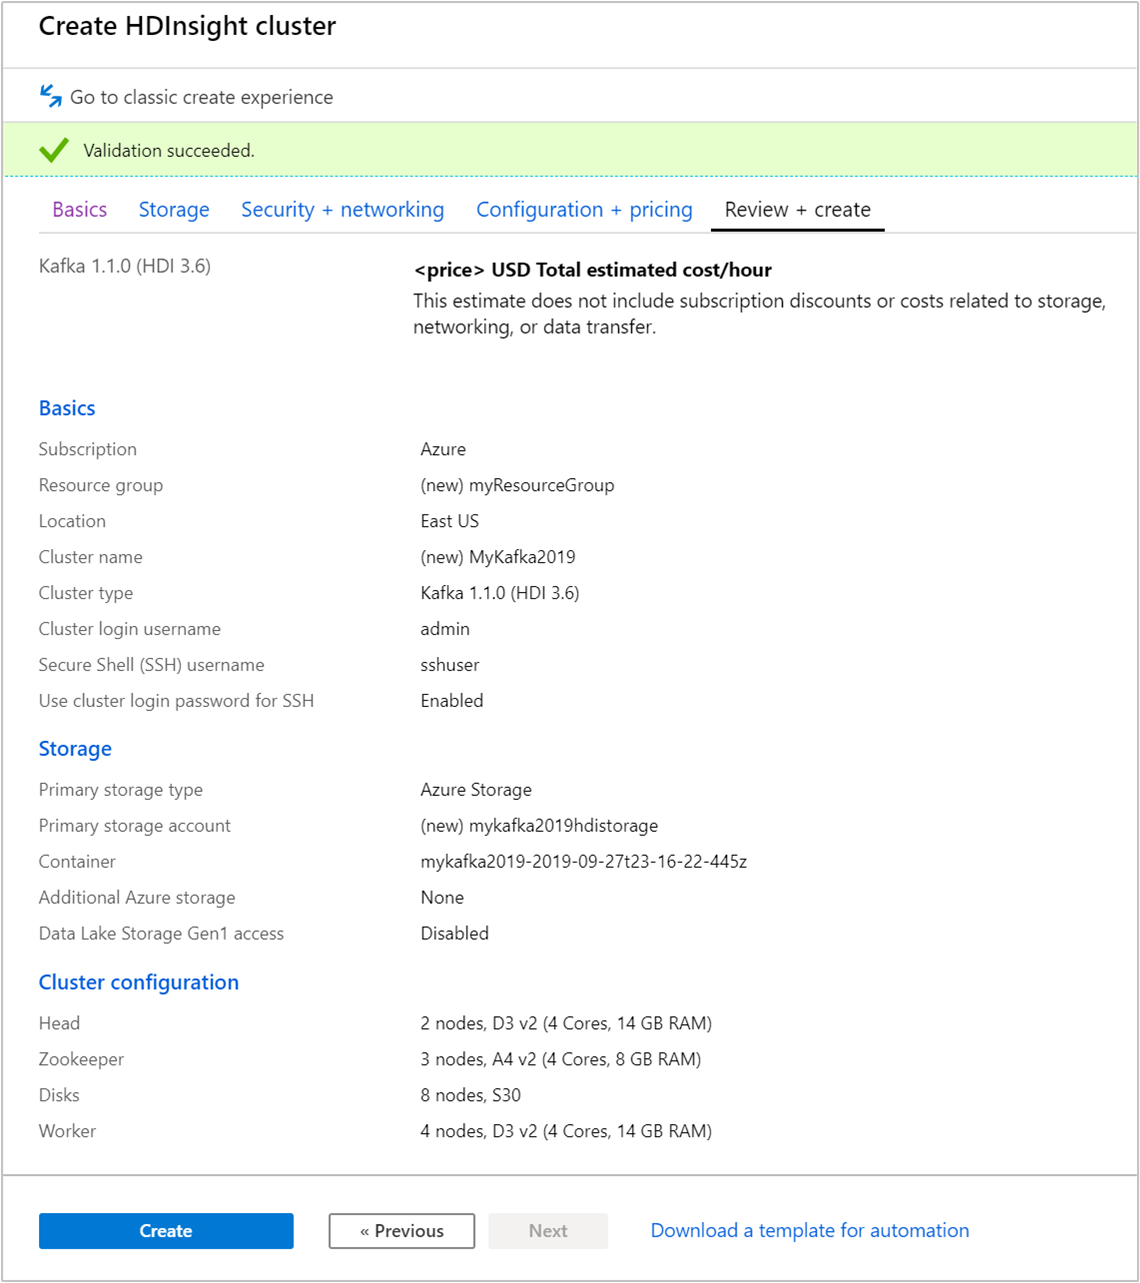 Create HDInsight cluster
Go to classic create experience
Validation succeeded.
Basics Storage Security + networking Configuration + pricing Review + create
Kafka 1.1.0 (HDI 3.6)
<price> USD Total estimated cost/hour
This estimate does not include subscription discounts or costs related to storage,
networking, or data transfer.
Basics
Subscription Azure
Resource group (new) myResourceGroup
Location East US
Cluster name (new) MyKafka2019
Cluster type Kafka 1.1.0 (HDI 3.6)
Cluster login username admin
Secure Shell (SSH) username sshuser
Use cluster login password for SSH Enabled
Storage
Primary storage type Azure Storage
Primary storage account (new) mykafka2019hdistorage
Container mykafka2019-2019-09-27t23-16-22-445z
Additional Azure storage None
Data Lake Storage Gen1 access Disabled
Cluster configuration
Head 2 nodes, D3 v2 (4 Cores, 14 GB RAM)
Zookeeper 3 nodes, A4 v2 (4 Cores, 8 GB RAM)
Disks 8 nodes, S30
Worker 4 nodes, D3 v2 (4 Cores, 14 GB RAM)
Create « Previous Next Download a template for automation